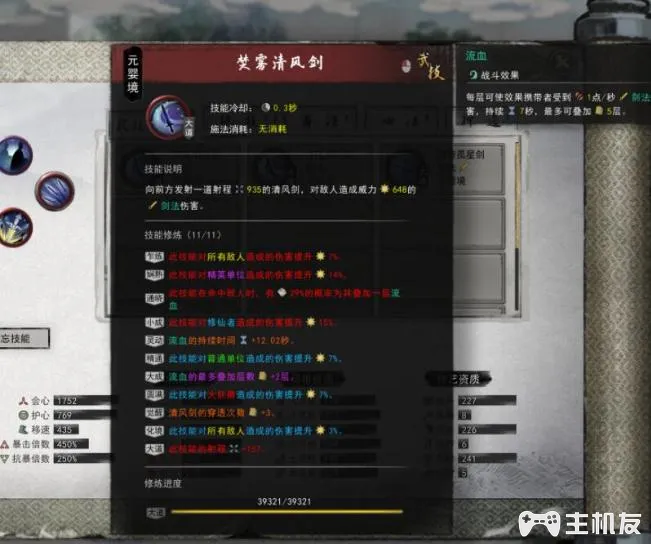 元婴境
焚雾清风剑
武技
技能冷却: 0.3秒
施法消耗: 无消耗
大道
技能说明
向前方发射一道射程 935的清风剑，对敌人造成威力 648的
剑法伤害。
技能修炼（11/11）
此技能对所有敌人造成的伤害提升 7%。
此技能对精英单位造成的伤害提升 14%。
通晓 此技能在命中敌人时，有 29%的概率为其叠加一层流
血。
小成 此技能对修仙者造成的伤害提升 15%。
灵动 流血的持续时间 +12.02秒。
精通 此技能对普通单位造成的伤害提升 7%。
大成 流血的最多叠加层数 +2层。
圆满 此技能对大妖兽造成的伤害提升 7%。
觉醒 清风剑的穿透次数 +3。
化境 此技能对所有敌人造成的伤害提升 3%。
大道 此技能的射程 +157。
修炼进度
39321/39321
大道
流血
战斗效果
每层可使效果携带者受到 1点/秒 剑法
害，持续 7秒，最多可叠加 5层。
孤星剑
境
忘技能
会心 1752
护心 769
移速 435
暴击倍数 450%
抗暴倍数 250%
艺资质
227
8
226
6
241
5
主机友